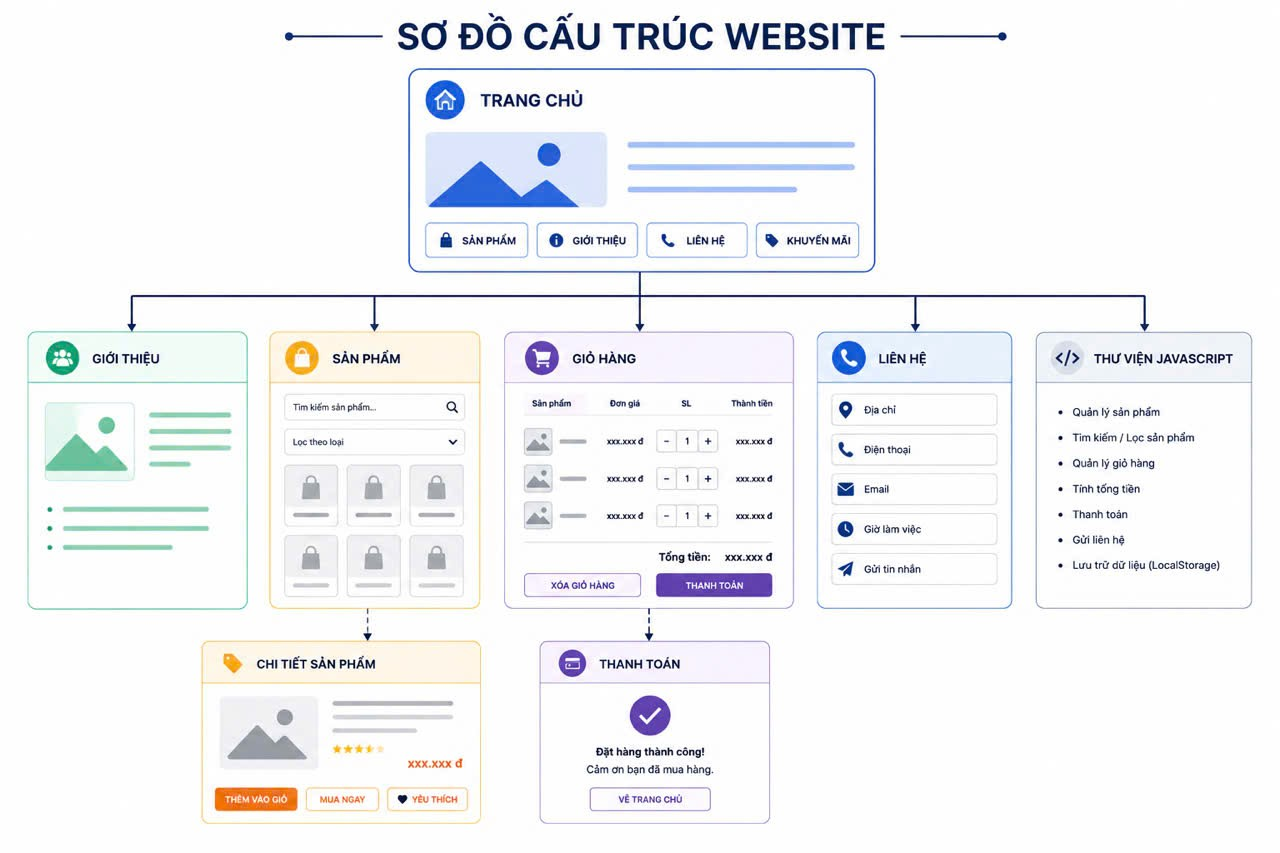 SƠ ĐỒ CẤU TRÚC WEBSITE
TRANG CHỦ
SẢN PHẨM
GIỚI THIỆU
LIÊN HỆ
KHUYẾN MÃI
GIỚI THIỆU
SẢN PHẨM
Tìm kiếm sản phẩm...
Lọc theo loại
GIỎ HÀNG
Sản phẩm Đơn giá SL Thành tiền
xxx.xxx đ − 1 + xxx.xxx đ
xxx.xxx đ − 1 + xxx.xxx đ
xxx.xxx đ − 1 + xxx.xxx đ
Tổng tiền: xxx.xxx đ
XÓA GIỎ HÀNG
THANH TOÁN
LIÊN HỆ
Địa chỉ
Điện thoại
Email
Giờ làm việc
Gửi tin nhắn
</> THƯ VIỆN JAVASCRIPT
• Quản lý sản phẩm
• Tìm kiếm / Lọc sản phẩm
• Quản lý giỏ hàng
• Tính tổng tiền
• Thanh toán
• Gửi liên hệ
• Lưu trữ dữ liệu (LocalStorage)
CHI TIẾT SẢN PHẨM
xxx.xxx đ
THÊM VÀO GIỎ
MUA NGAY
YÊU THÍCH
THANH TOÁN
Đặt hàng thành công!
Cảm ơn bạn đã mua hàng.
VỀ TRANG CHỦ